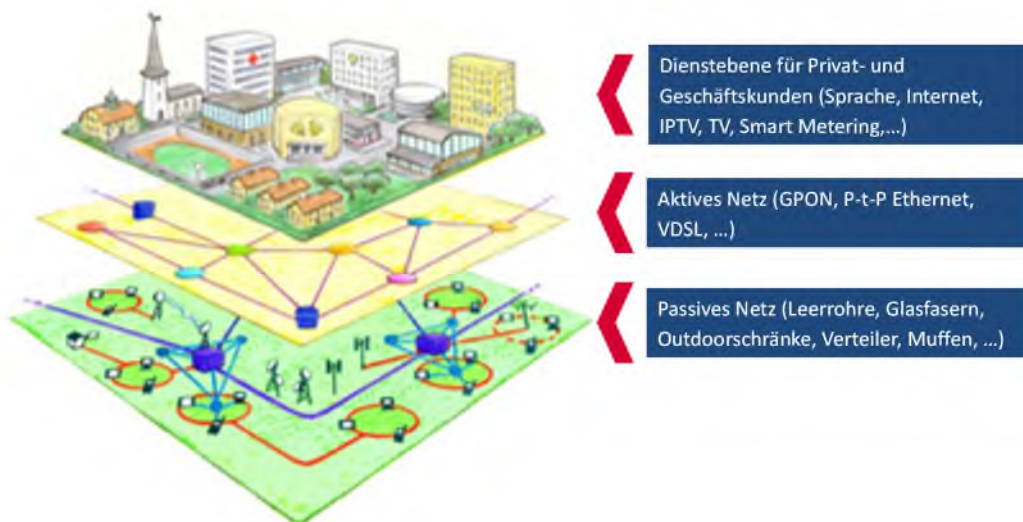 Dienstebene für Privat- und
Geschäftskunden (Sprache, Internet,
IPTV, TV, Smart Metering,...)
Aktives Netz (GPON, P-t-P Ethernet,
VDSL, ...)
Passives Netz (Leerrohre, Glasfasern,
Outdoorschränke, Verteiler, Muffen, ...)